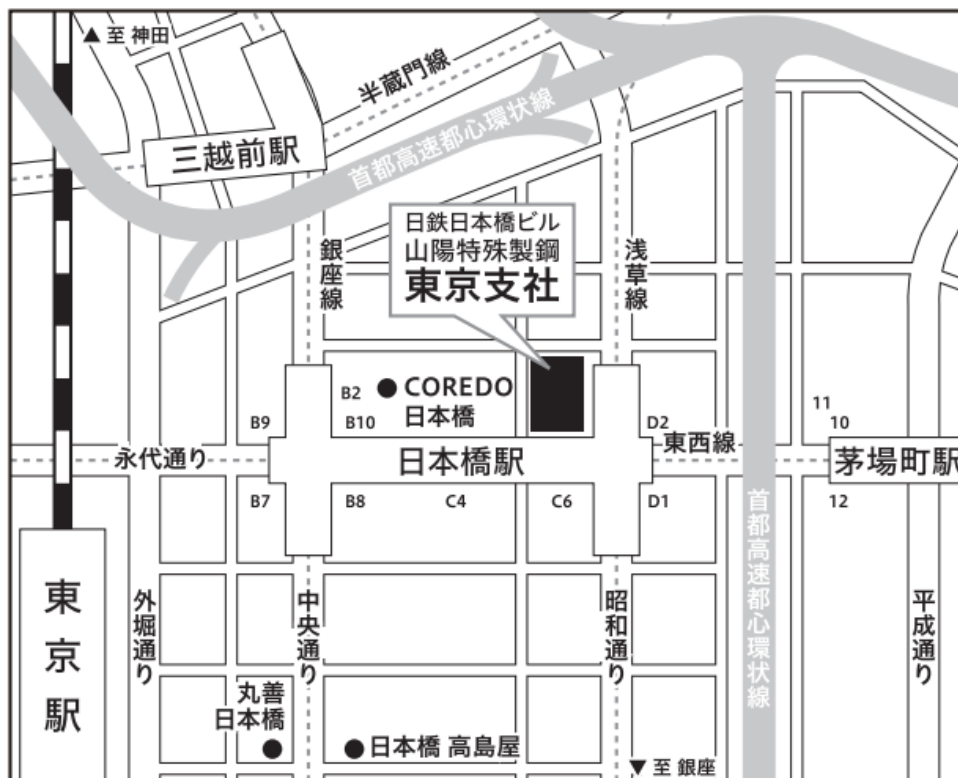 ▲ 至 神田
半蔵門線
三越前駅
首都高速都心環状線
日鉄日本橋ビル
山陽特殊製鋼
東京支社
銀座線
浅草線
B2
● COREDO
日本橋
B9
B10
D2
11
10
永代通り
日本橋駅
東西線
茅場町駅
B7
B8
C4
C6
D1
12
首都高速都心環状線
東京駅
外堀通り
中央通り
昭和通り
平成通り
丸善
日本橋
● 日本橋 高島屋
▼ 至 銀座